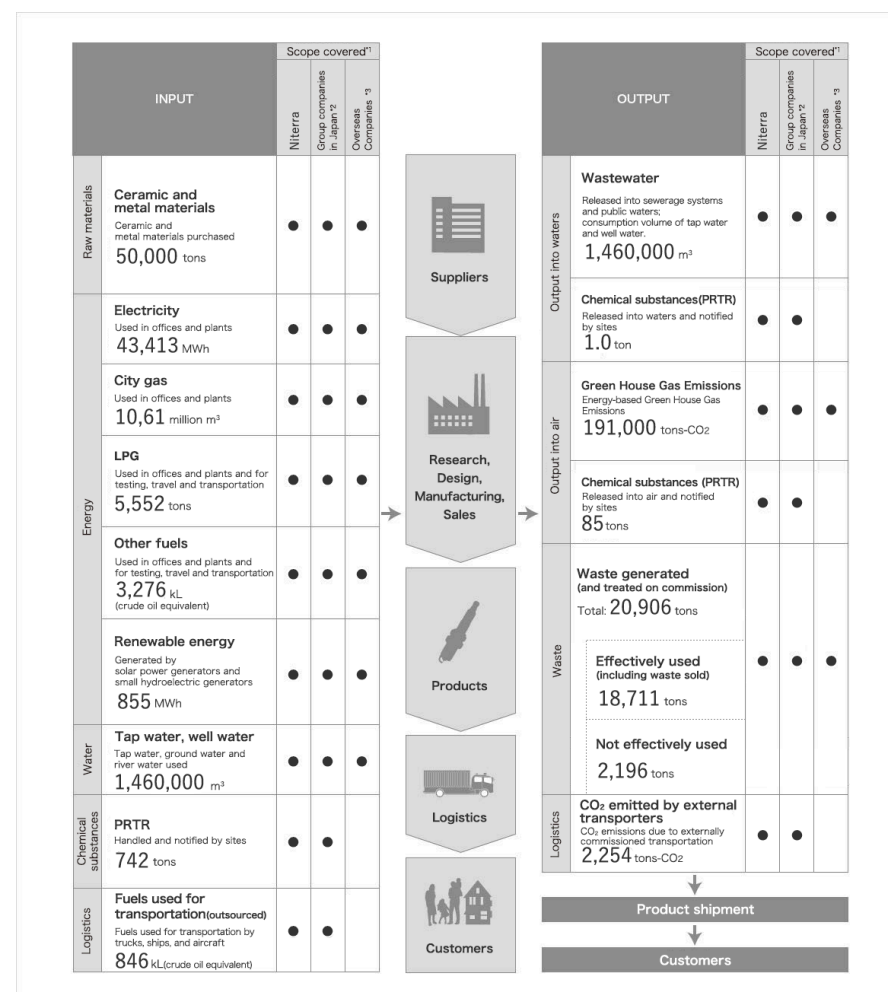 INPUT
Scope covered*1
Niterra
Group companies
in Japan *2
Overseas
Companies *3
Raw materials
Ceramic and
metal materials
Ceramic and
metal materials purchased
50,000 tons
Energy
Electricity
Used in offices and plants
43,413 MWh
City gas
Used in offices and plants
10,61 million m³
LPG
Used in offices and plants and for
testing, travel and transportation
5,552 tons
Other fuels
Used in offices and plants and
for testing, travel and transportation
3,276 kL
(crude oil equivalent)
Renewable energy
Generated by
solar power generators and
small hydroelectric generators
855 MWh
Water
Tap water, well water
Tap water, ground water and
river water used
1,460,000 m³
Chemical
substances
PRTR
Handled and notified by sites
742 tons
Logistics
Fuels used for
transportation(outsourced)
Fuels used for transportation by
trucks, ships, and aircraft
846 kL(crude oil equivalent)
Suppliers
Research,
Design,
Manufacturing,
Sales
Products
Logistics
Customers
OUTPUT
Scope covered*1
Niterra
Group companies
in Japan *2
Overseas
Companies *3
Output into waters
Wastewater
Released into sewerage systems
and public waters;
consumption volume of tap water
and well water.
1,460,000 m³
Chemical substances(PRTR)
Released into waters and notified
by sites
1.0 ton
Output into air
Green House Gas Emissions
Energy-based Green House Gas
Emissions
191,000 tons-CO2
Chemical substances (PRTR)
Released into air and notified
by sites
85 tons
Waste
Waste generated
(and treated on commission)
Total: 20,906 tons
Effectively used
(including waste sold)
18,711 tons
Not effectively used
2,196 tons
Logistics
CO₂ emitted by external
transporters
CO₂ emissions due to externally
commissioned transportation
2,254 tons-CO2
Product shipment
Customers